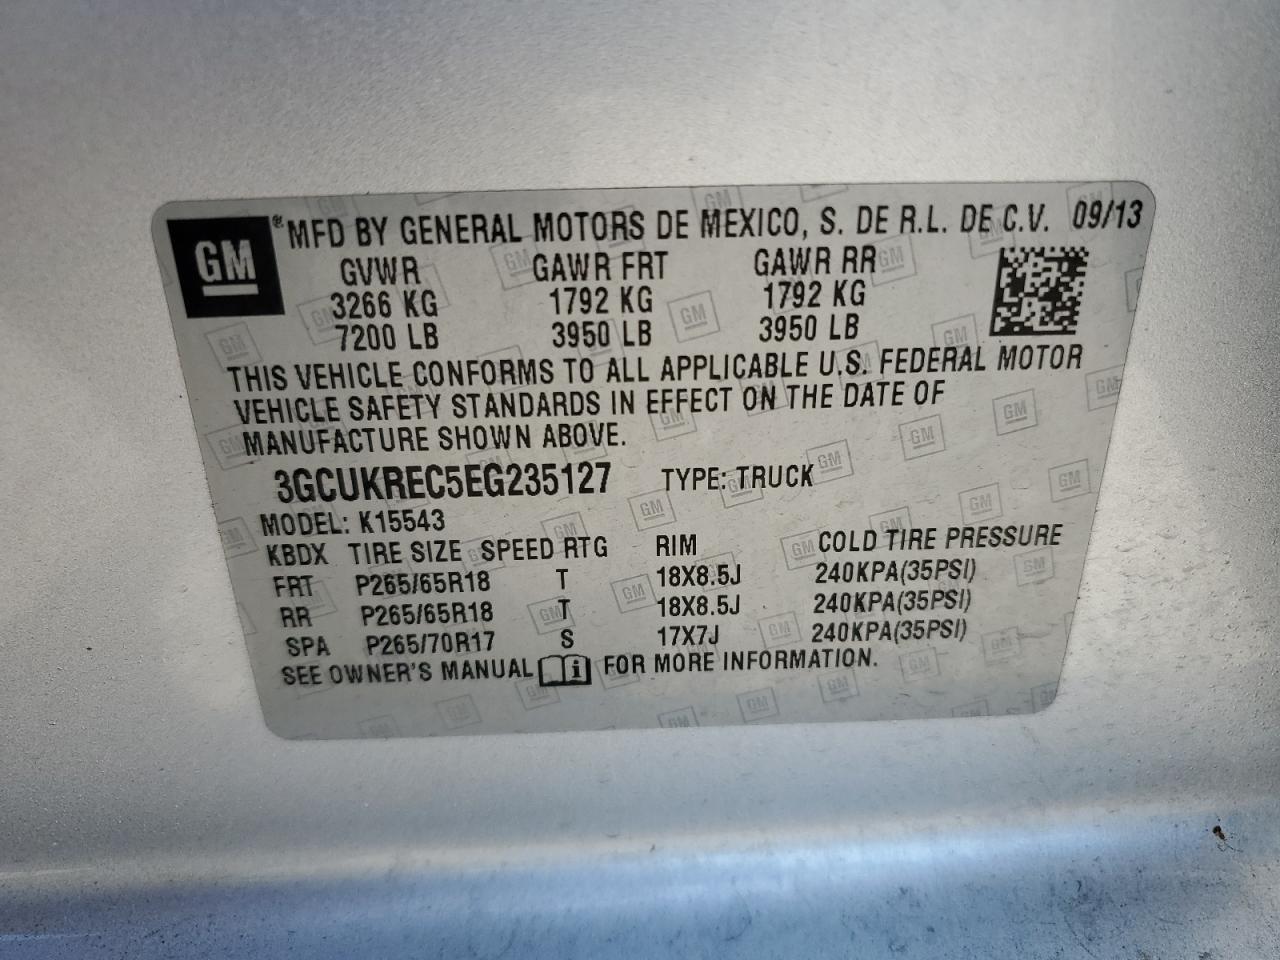 GM ® MFD BY GENERAL MOTORS DE MEXICO, S. DE R.L. DE C.V. 09/13
GVWR GAWR FRT GAWR RR
3266 KG 1792 KG 1792 KG
7200 LB 3950 LB 3950 LB
THIS VEHICLE CONFORMS TO ALL APPLICABLE U.S. FEDERAL MOTOR
VEHICLE SAFETY STANDARDS IN EFFECT ON THE DATE OF
MANUFACTURE SHOWN ABOVE.
3GCUKREC5EG235127 TYPE: TRUCK
MODEL: K15543
KBDX TIRE SIZE SPEED RTG RIM COLD TIRE PRESSURE
FRT P265/65R18 T 18X8.5J 240KPA(35PSI)
RR P265/65R18 T 18X8.5J 240KPA(35PSI)
SPA P265/70R17 S 17X7J 240KPA(35PSI)
SEE OWNER'S MANUAL i FOR MORE INFORMATION.